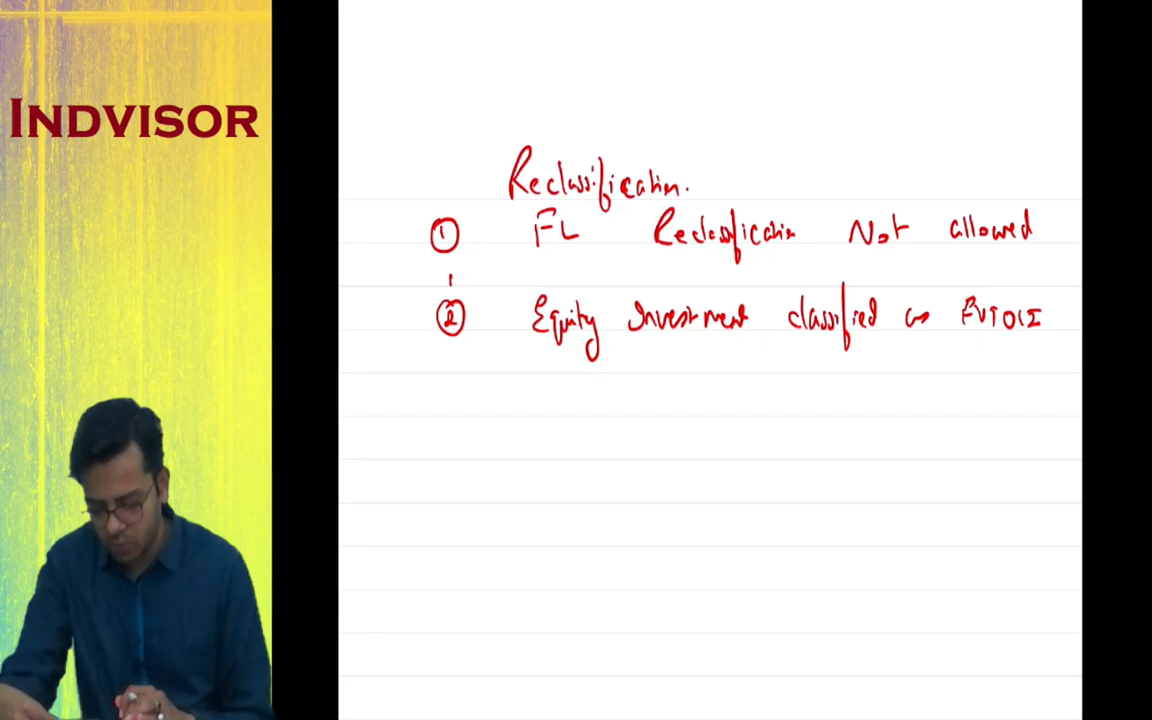 INDVISOR
Reclassification.
① FL Reclassification Not allowed
② Equity Investment classified as FVTOCI